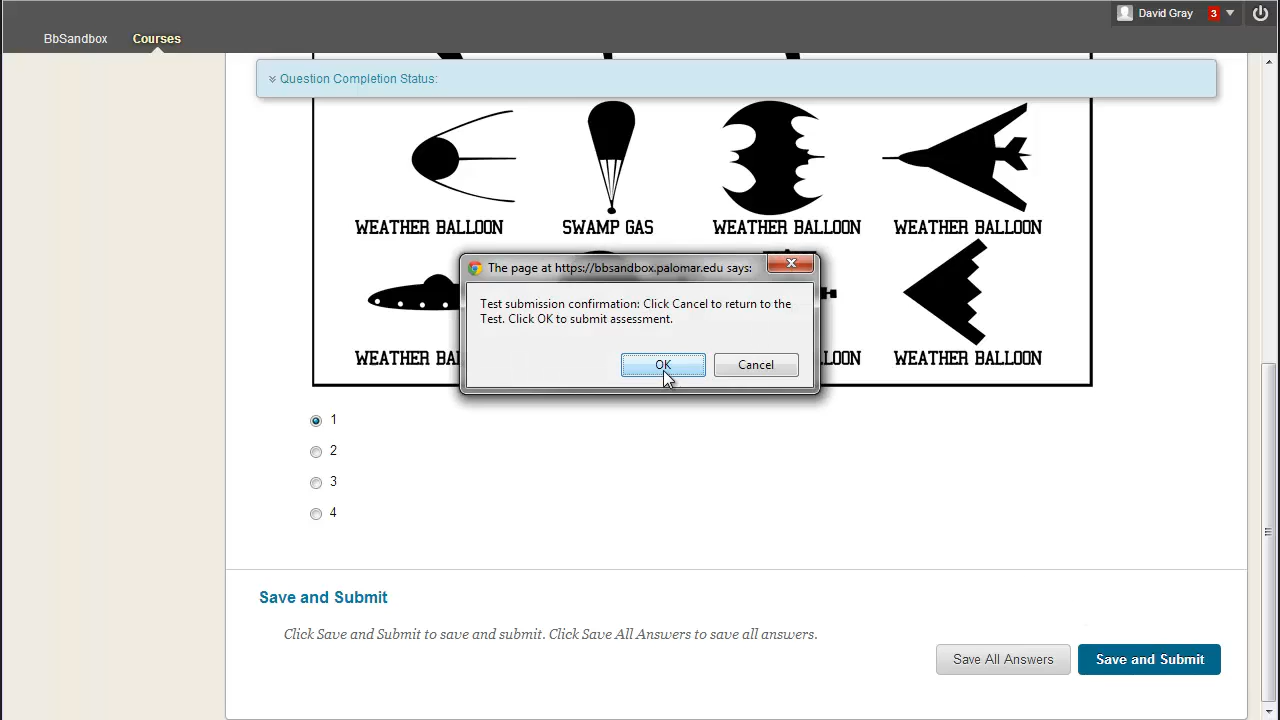 David Gray 3
BbSandbox Courses
Question Completion Status:
WEATHER BALLOON SWAMP GAS WEATHER BALLOON WEATHER BALLOON
The page at https://bbsandbox.palomar.edu says:
Test submission confirmation: Click Cancel to return to the
Test. Click OK to submit assessment.
OK Cancel
WEATHER BAL
OON WEATHER BALLOON
1
2
3
4
Save and Submit
Click Save and Submit to save and submit. Click Save All Answers to save all answers.
Save All Answers Save and Submit